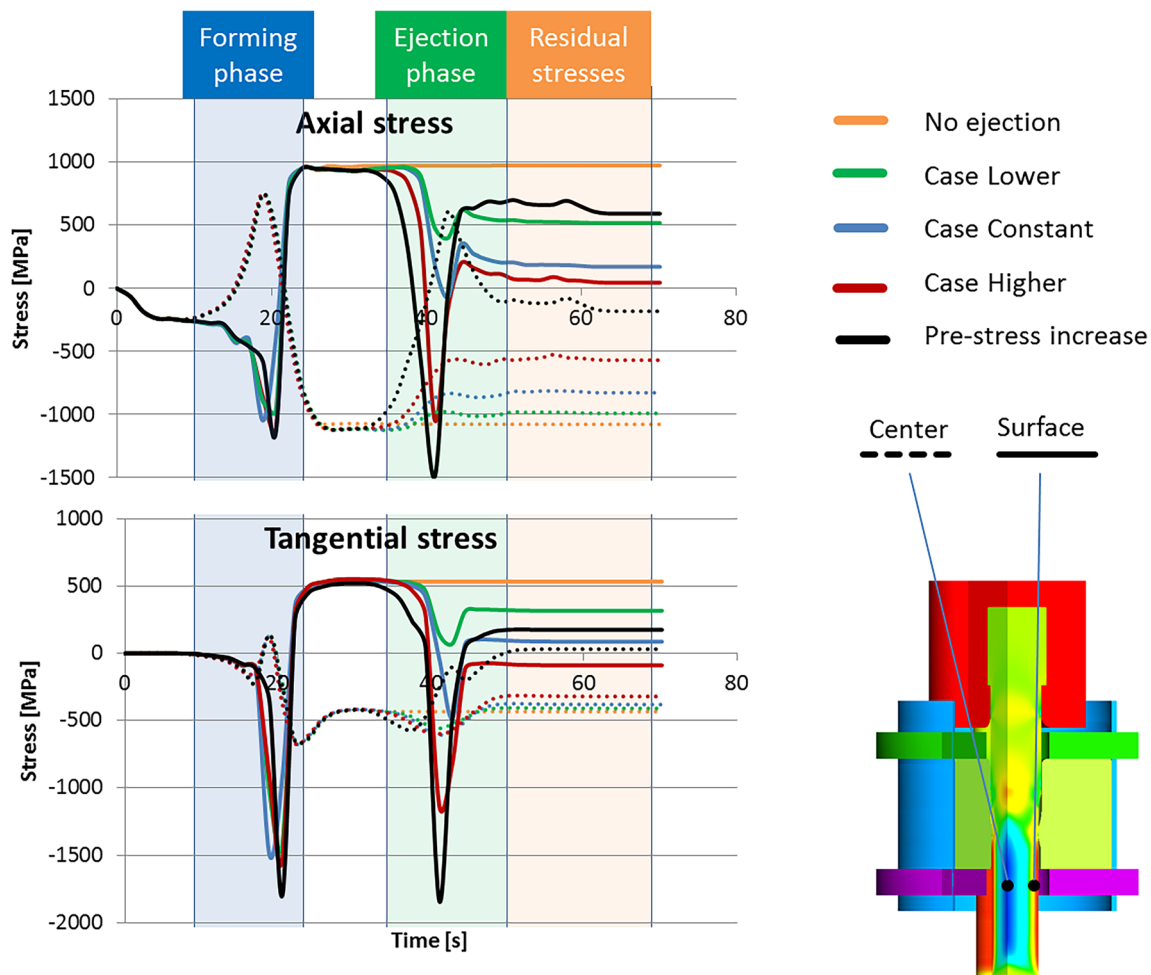 Forming
phase
Ejection
phase
Residual
stresses
1500
1000
500
0
-500
-1000
-1500
Stress [MPa]
Axial stress
0
20
40
60
80
1000
500
0
-500
-1000
-1500
-2000
Stress [MPa]
Tangential stress
0
20
40
60
80
Time [s]
No ejection
Case Lower
Case Constant
Case Higher
Pre-stress increase
Center
Surface